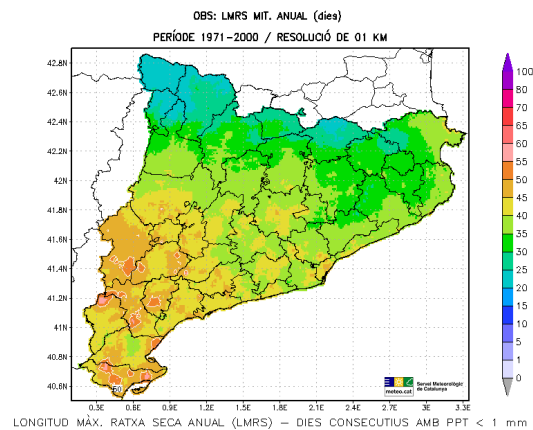 OBS: LMRS MIT. ANUAL (dies)
PERÍODE 1971-2000 / RESOLUCIÓ DE 01 KM
42.8N
42.6N
42.4N
42.2N
42N
41.8N
41.6N
41.4N
41.2N
41N
40.8N
40.6N
0.3E 0.6E 0.9E 1.2E 1.5E 1.8E 2.1E 2.4E 2.7E 3E 3.3E
100
80
70
65
60
55
50
45
40
35
30
25
20
15
10
5
1
0
50
meteo.cat
Servei Meteorològic
de Catalunya
LONGITUD MÀX. RATXA SECA ANUAL (LMRS) – DIES CONSECUTIUS AMB PPT < 1 mm